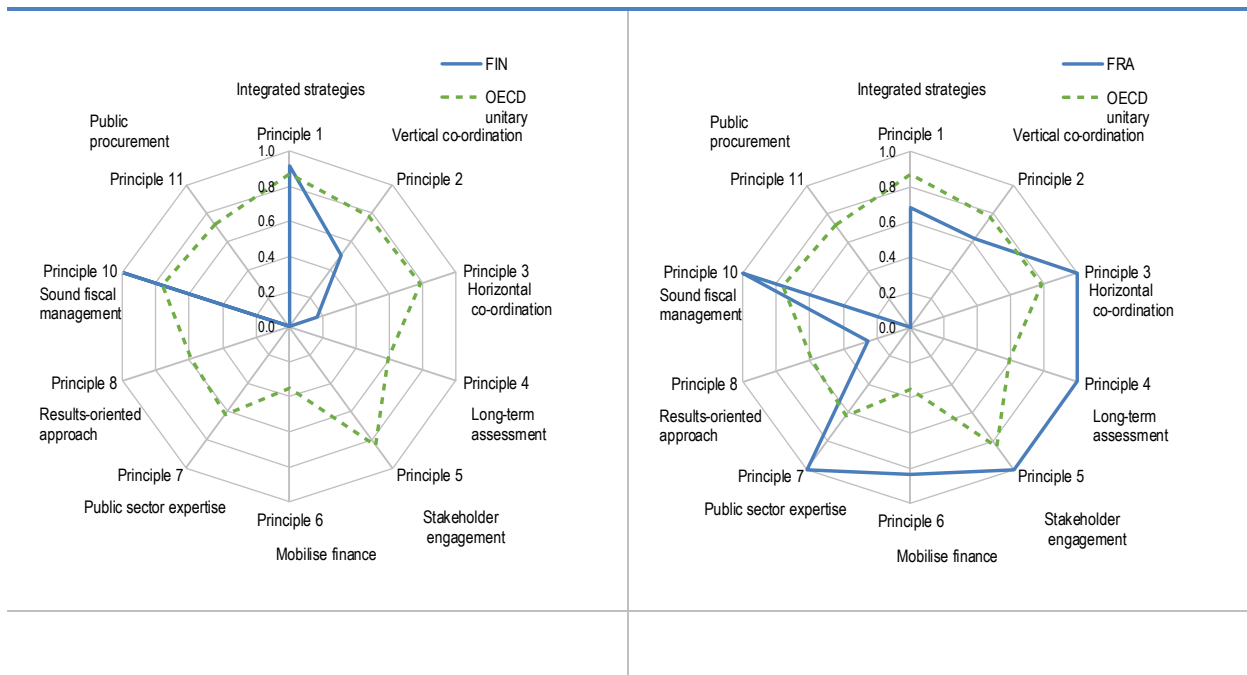 FIN
OECD
unitary
Integrated strategies
Public
procurement
Principle 1
Vertical co-ordination
1.0
Principle 11
Principle 2
0.8
0.6
0.4
Principle 10
Sound fiscal
management
Principle 3
Horizontal
co-ordination
0.2
0.0
Principle 8
Principle 4
Results-oriented
approach
Long-term
assessment
Principle 7
Principle 5
Public sector expertise
Principle 6
Stakeholder
engagement
Mobilise finance
FRA
OECD
unitary
Integrated strategies
Public
procurement
Principle 1
Vertical co-ordination
1.0
Principle 11
Principle 2
0.8
0.6
0.4
Principle 10
Sound fiscal
management
Principle 3
Horizontal
co-ordination
0.2
0.0
Principle 8
Principle 4
Results-oriented
approach
Long-term
assessment
Principle 7
Principle 5
Public sector expertise
Principle 6
Stakeholder
engagement
Mobilise finance